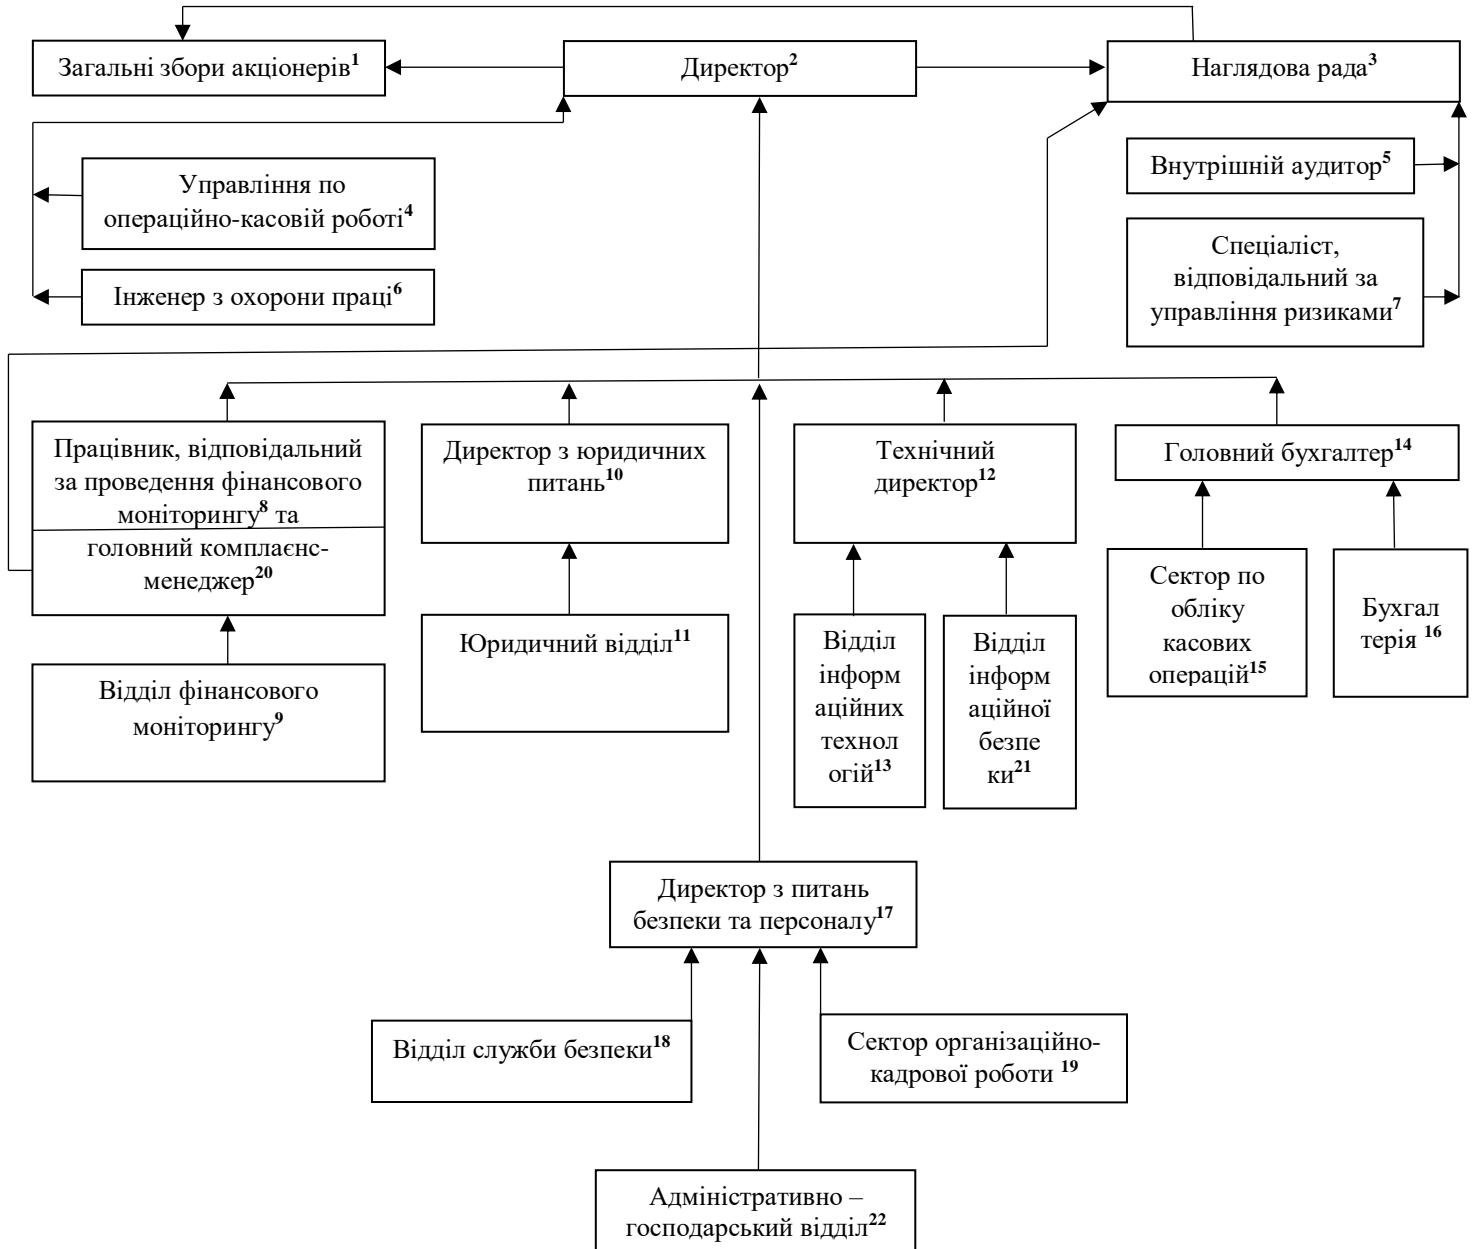 Загальні збори акціонерів1
Директор2
Наглядова рада3
Управління по
операційно-касовій роботі4
Внутрішній аудитор5
Інженер з охорони праці6
Спеціаліст,
відповідальний за
управління ризиками7
Працівник, відповідальний
за проведення фінансового
моніторингу8 та
головний комплаєнс-
менеджер20
Відділ фінансового
моніторингу9
Директор з юридичних
питань10
Юридичний відділ11
Технічний
директор12
Відділ
інформ
аційних
технол
огій13
Відділ
інформ
аційної
безпе
ки21
Головний бухгалтер14
Сектор по
обліку
касових
операцій15
Бухгал
терія 16
Директор з питань
безпеки та персоналу17
Відділ служби безпеки18
Сектор організаційно-
кадрової роботи 19
Адміністративно –
господарський відділ22